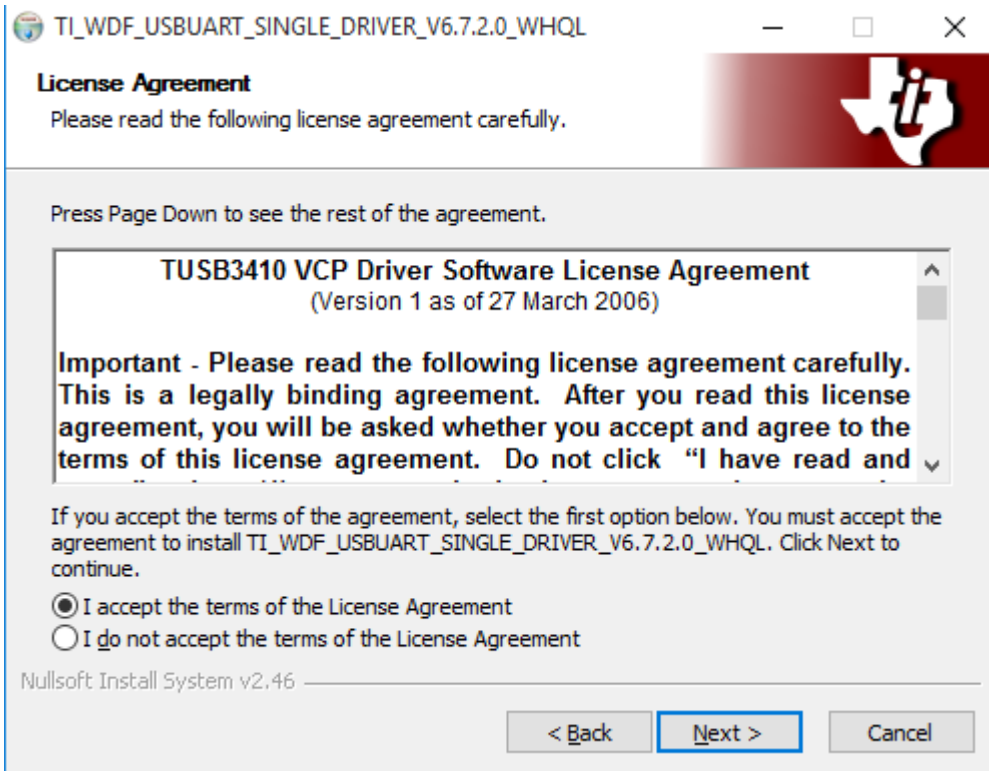 TI_WDF_USBUART_SINGLE_DRIVER_V6.7.2.0_WHQL
License Agreement
Please read the following license agreement carefully.
Press Page Down to see the rest of the agreement.
TUSB3410 VCP Driver Software License Agreement
(Version 1 as of 27 March 2006)
Important - Please read the following license agreement carefully.
This is a legally binding agreement. After you read this license
agreement, you will be asked whether you accept and agree to the
terms of this license agreement. Do not click “I have read and
If you accept the terms of the agreement, select the first option below. You must accept the
agreement to install TI_WDF_USBUART_SINGLE_DRIVER_V6.7.2.0_WHQL. Click Next to
continue.
I accept the terms of the License Agreement
I do not accept the terms of the License Agreement
Nullsoft Install System v2.46
< Back Next > Cancel